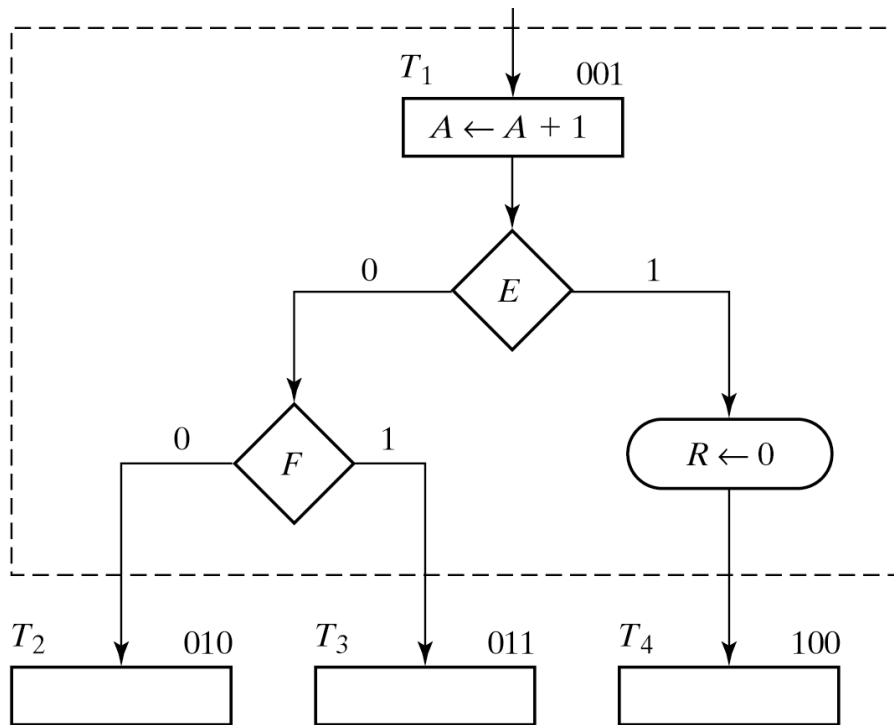 T₁ 001
A ← A + 1
0 1
E
0 1
F
R ← 0
T₂ 010
T₃ 011
T₄ 100